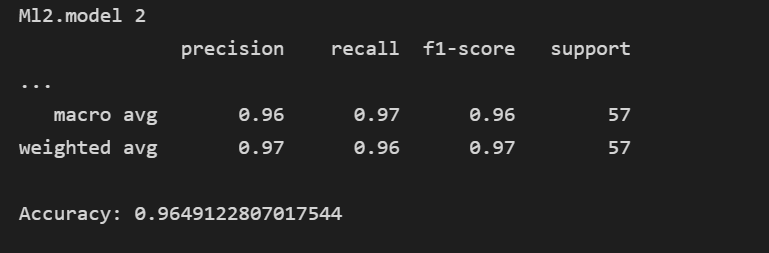 Ml2.model 2
precision recall f1-score support
...
macro avg 0.96 0.97 0.96 57
weighted avg 0.97 0.96 0.97 57
Accuracy: 0.9649122807017544